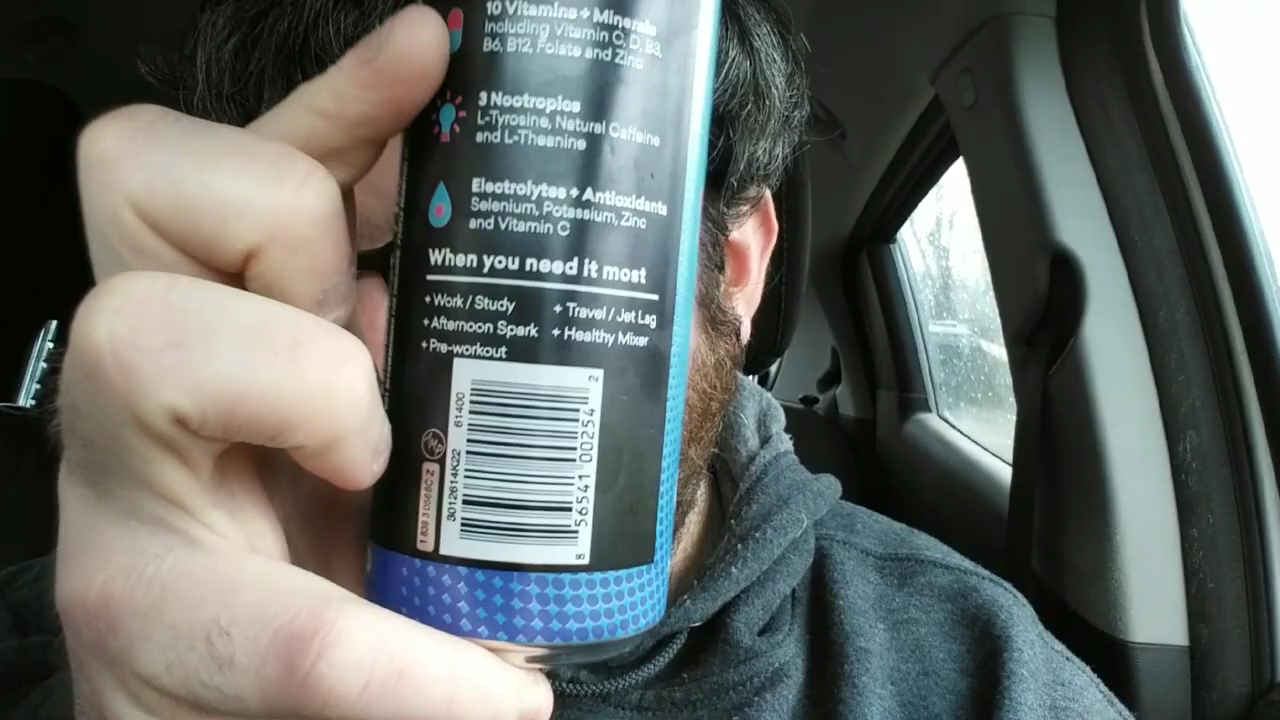 10 Vitamins + Minerals
Including Vitamin C, D, B3,
B6, B12, Folate and Zinc
3 Nootropics
L-Tyrosine, Natural Caffeine
and L-Theanine
Electrolytes + Antioxidants
Selenium, Potassium, Zinc
and Vitamin C
When you need it most
+ Work / Study
+ Travel / Jet Lag
+ Afternoon Spark
+ Healthy Mixer
+ Pre-workout
61400
3012614K22
8 56541 00254 2